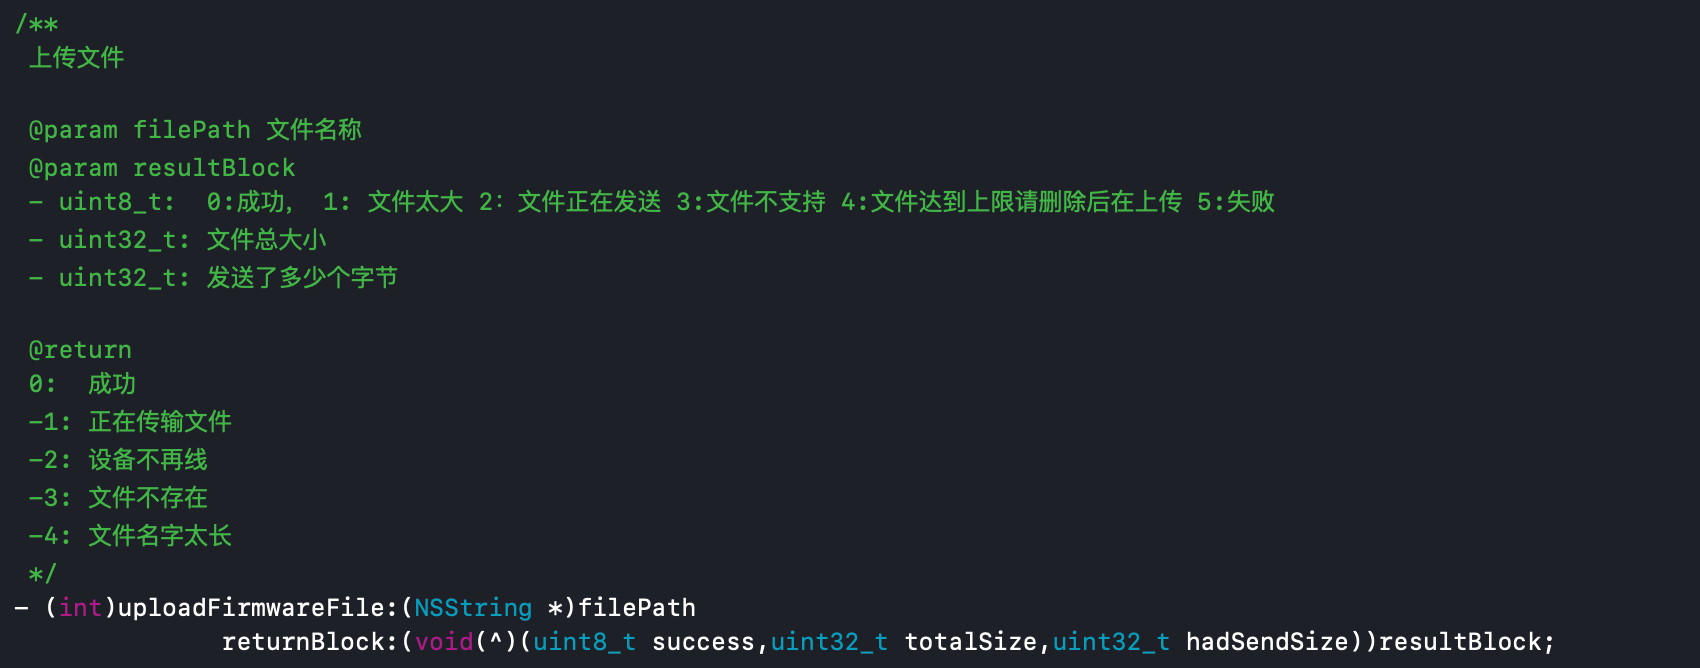 /**
上传文件
@param filePath 文件名称
@param resultBlock
- uint8_t:  0:成功, 1: 文件太大 2: 文件正在发送 3:文件不支持 4:文件达到上限请删除后在上传 5:失败
- uint32_t: 文件总大小
- uint32_t: 发送了多少个字节
@return
0:  成功
-1: 正在传输文件
-2: 设备不再线
-3: 文件不存在
-4: 文件名字太长
*/
- (int)uploadFirmwareFile:(NSString *)filePath
returnBlock:(void(^)(uint8_t success,uint32_t totalSize,uint32_t hadSendSize))resultBlock;